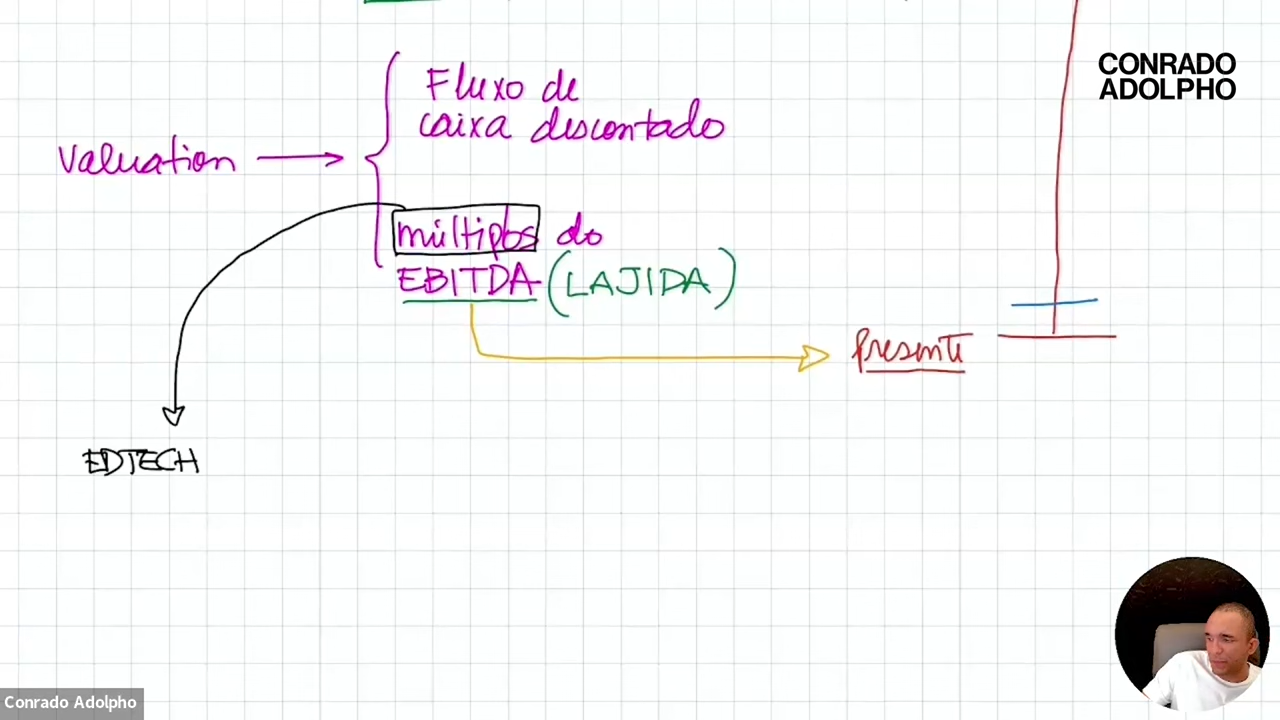 CONRADO
ADOLPHO
Fluxo de
caixa descontado
Valuation
múltiplos do
EBITDA (LAJIDA)
Presente
EDTECH
Conrado Adolpho